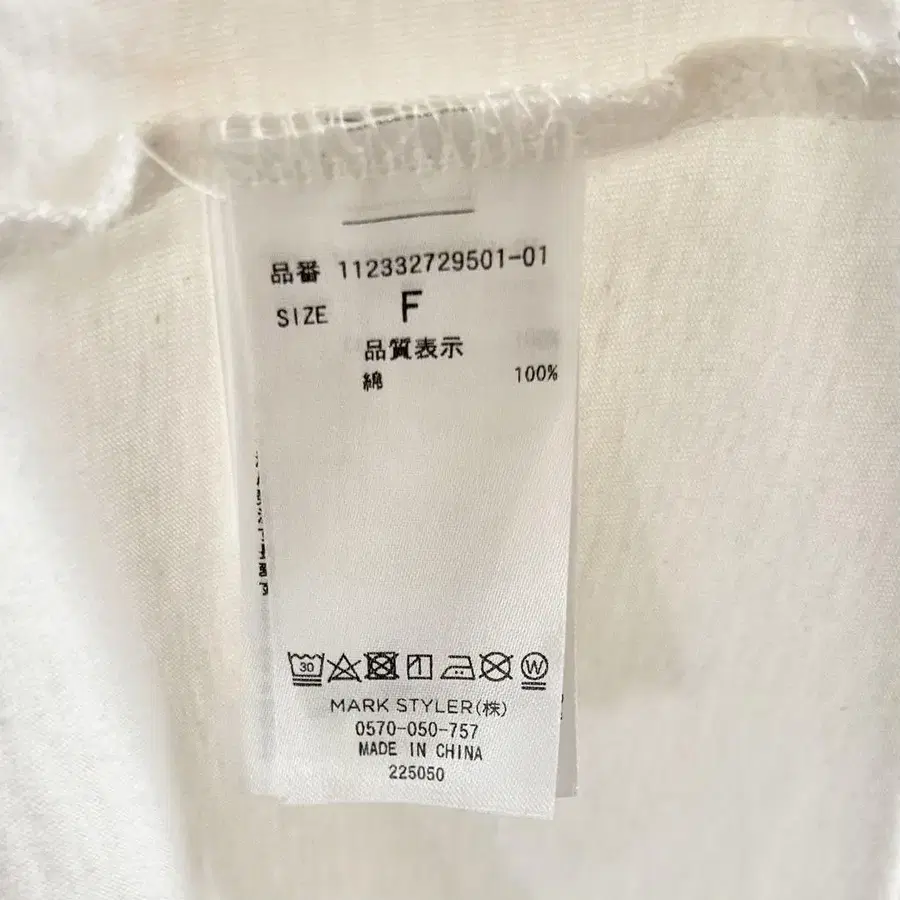 品番 112332729501-01
SIZE F
品質表示
綿 100%
30 W
MARK STYLER(株)
0570-050-757
MADE IN CHINA
225050